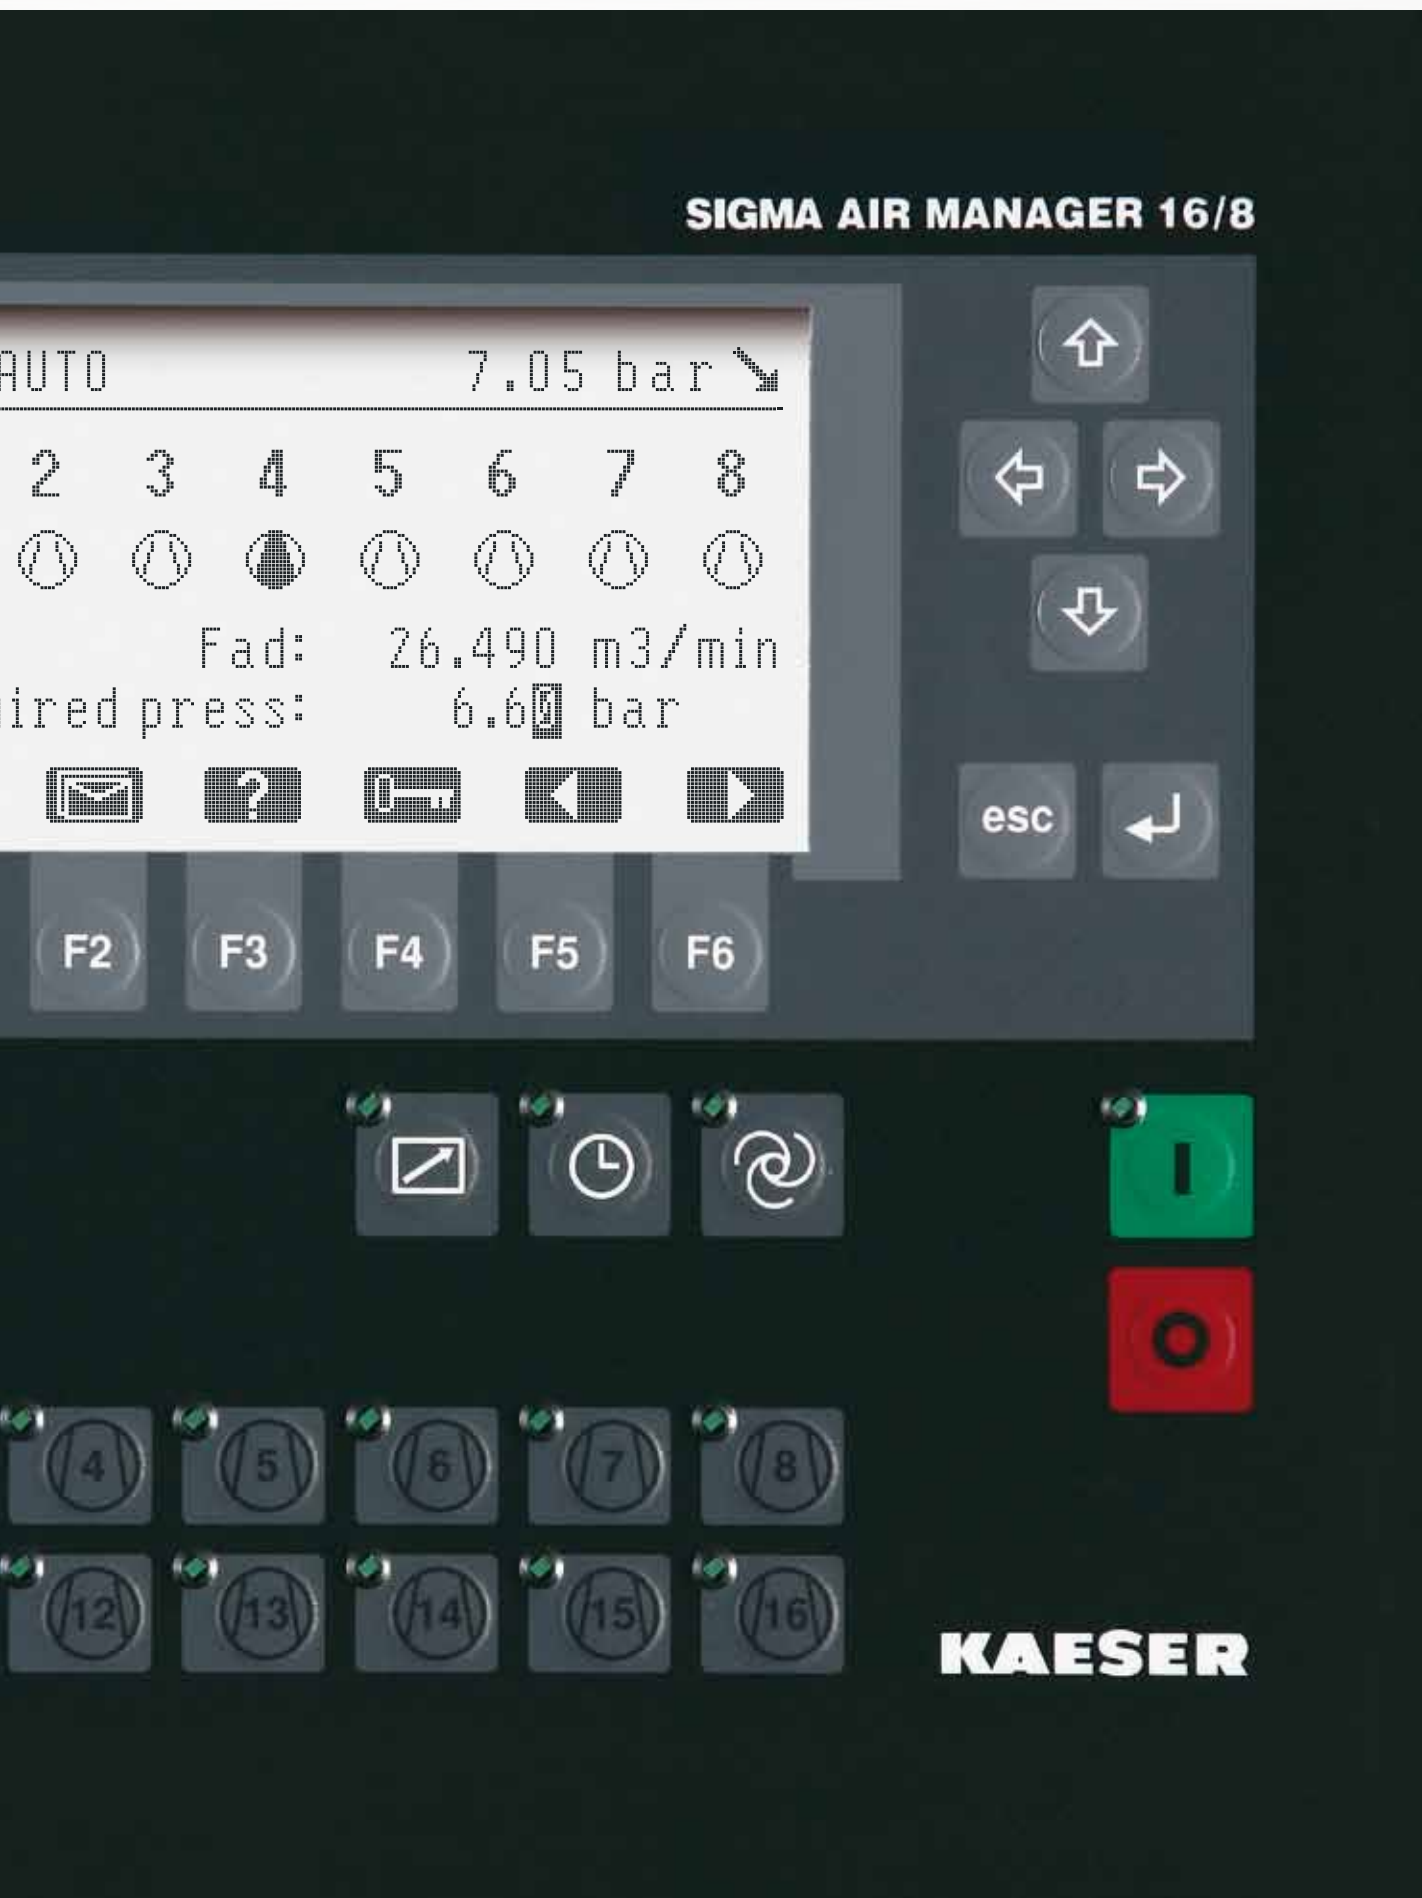 SIGMA AIR MANAGER 16/8
AUTO 7.05 bar
2 3 4 5 6 7 8
Fad: 26.490 m3/min
press: 6.60 bar
?
esc
F2 F3 F4 F5 F6
I
O
4 5 6 7 8
12 13 14 15 16
KAESER